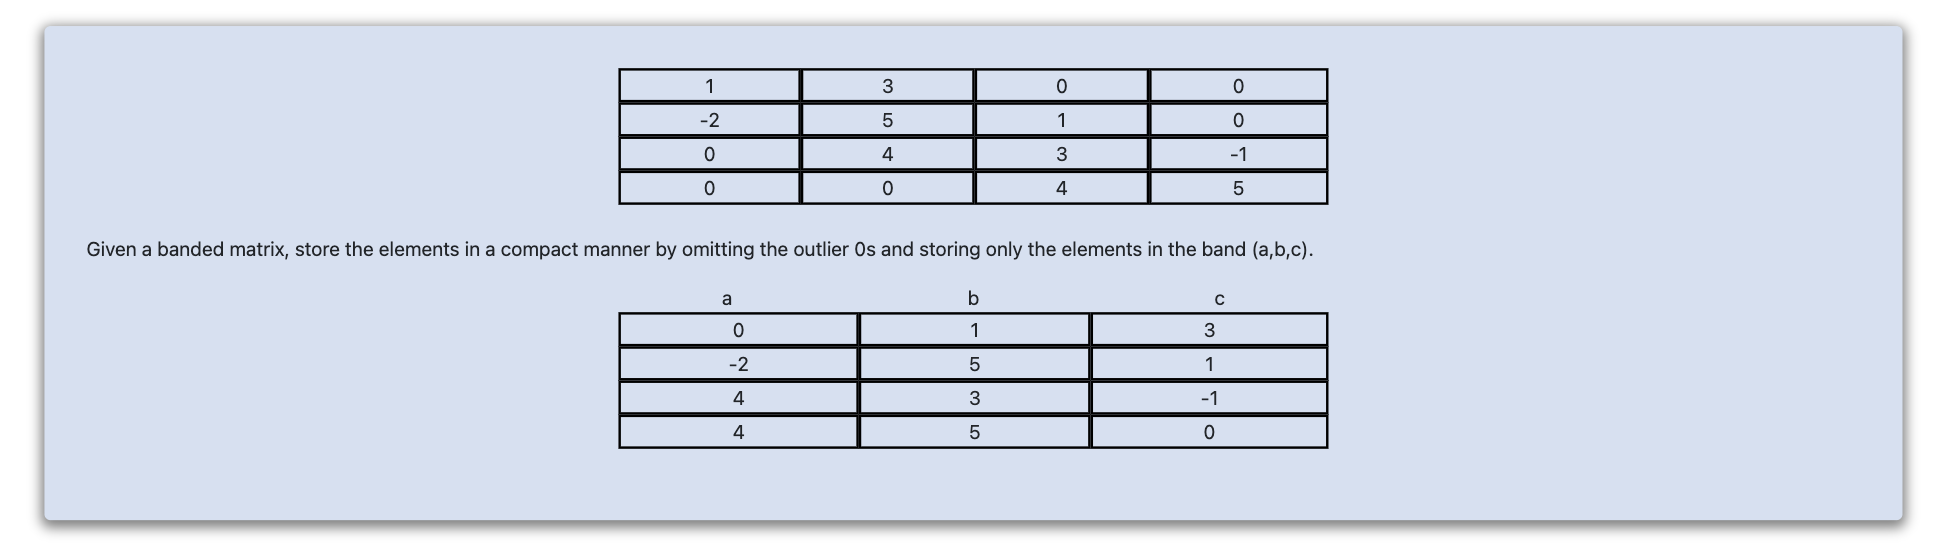 1 3 0 0
-2 5 1 0
0 4 3 -1
0 0 4 5
Given a banded matrix, store the elements in a compact manner by omitting the outlier 0s and storing only the elements in the band (a,b,c).
a b c
0 1 3
-2 5 1
4 3 -1
4 5 0